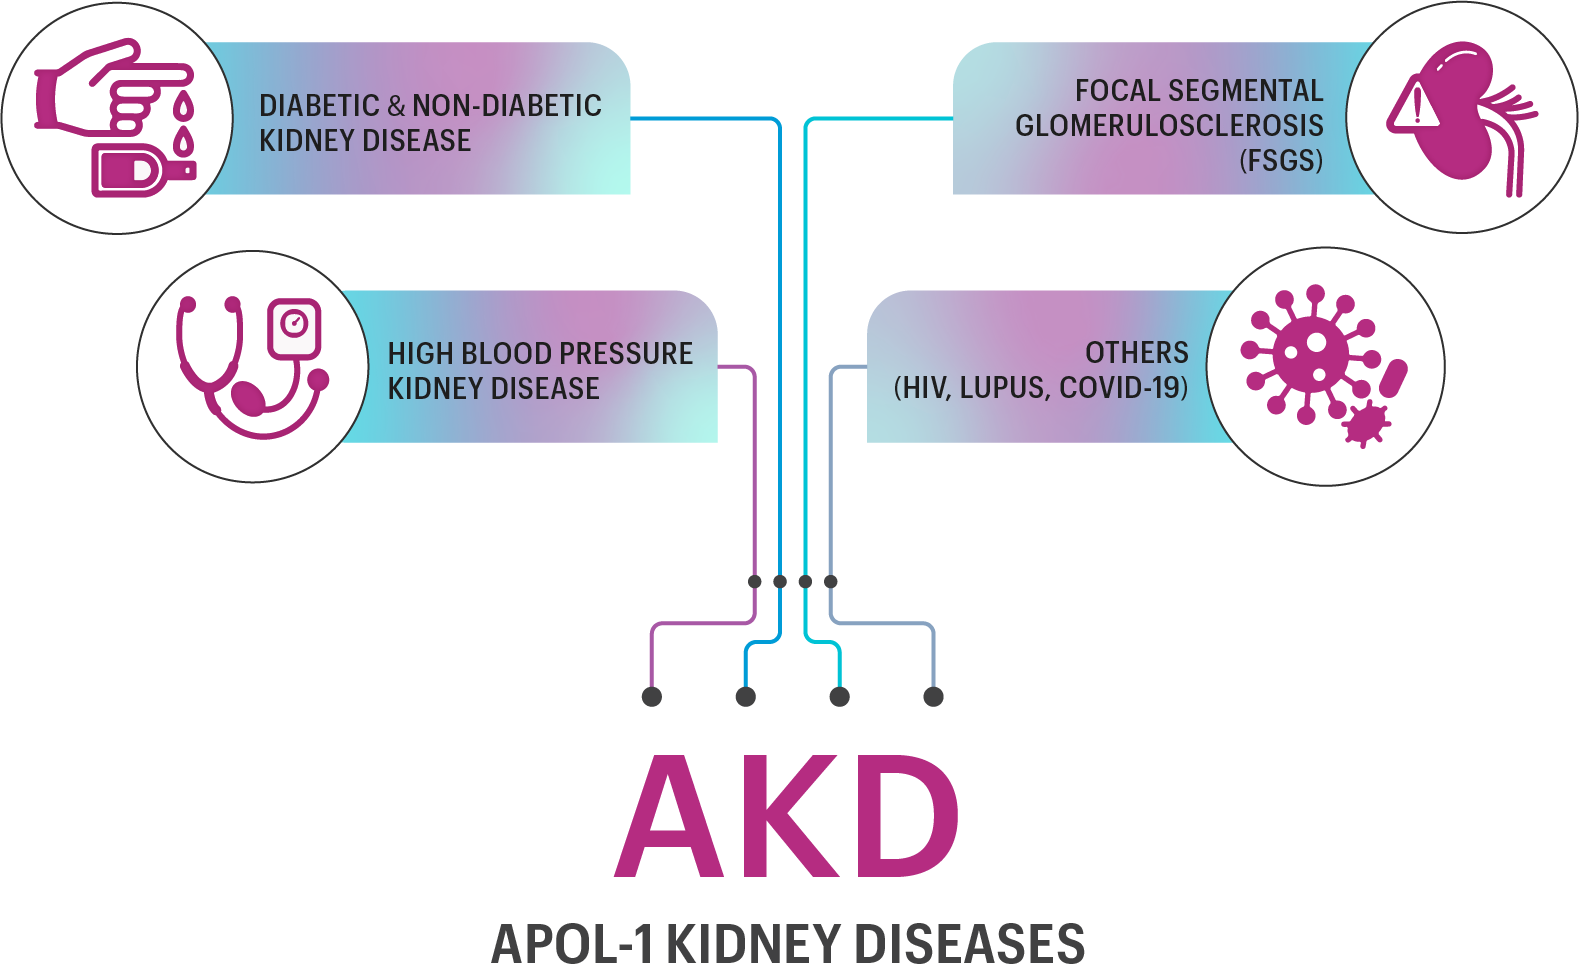 DIABETIC & NON-DIABETIC
KIDNEY DISEASE
FOCAL SEGMENTAL
GLOMERULOSCLEROSIS
(FSGS)
HIGH BLOOD PRESSURE
KIDNEY DISEASE
OTHERS
(HIV, LUPUS, COVID-19)
AKD
APOL-1 KIDNEY DISEASES